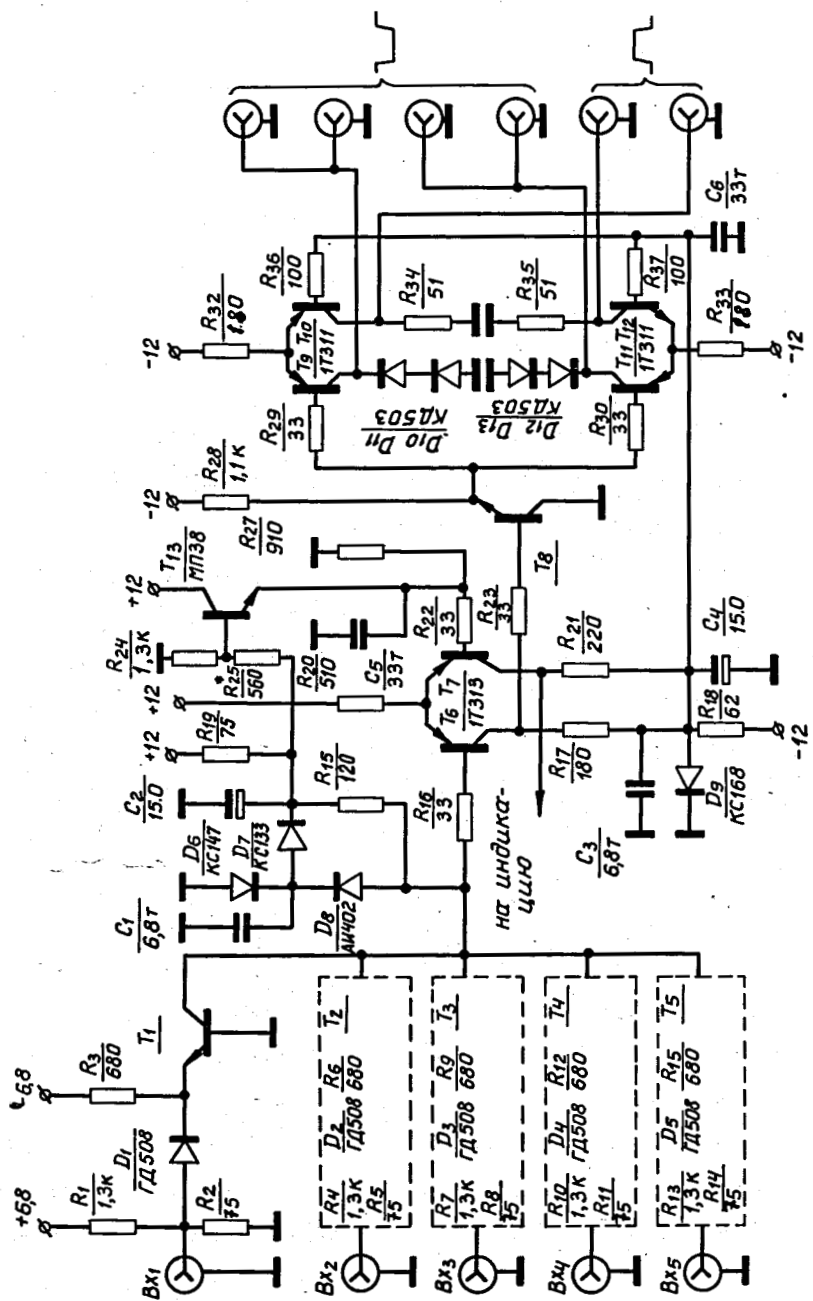 Вх1
+6,8
R1
1,3к
R2
75
D1
ГД508
6,8
R3
680
T1
Вх2
R4
1,3к
R5
75
D2
ГД508
R6
680
T2
Вх3
R7
1,3к
R8
75
D3
ГД508
R9
680
T3
Вх4
R10
1,3к
R11
75
D4
ГД508
R12
680
T4
Вх5
R13
1,3к
R14
75
D5
ГД508
R15
680
T5
C1
6,8т
D6
КС147
D7
КС133
D8
АИ402
C2
15.0
+12
R19
75
R15
120
R16
33
на индика-
цию
+12
R24
1,3к
*
R25
560
+12
T13
МП38
R20
510
C5
33т
T6 T7
1Т313
R22
33
R27
910
R23
33
T8
R17
180
R21
220
C3
6,8т
D9
КС168
R18
62
-12
C4
15.0
-12
R28
1,1к
R29
33
R30
33
-12
R32
180
T9 T10
1Т311
R36
100
D10 D11
КД503
D12 D13
КД503
R34
51
R35
51
T11 T12
1Т311
R37
100
R33
180
-12
C6
33т